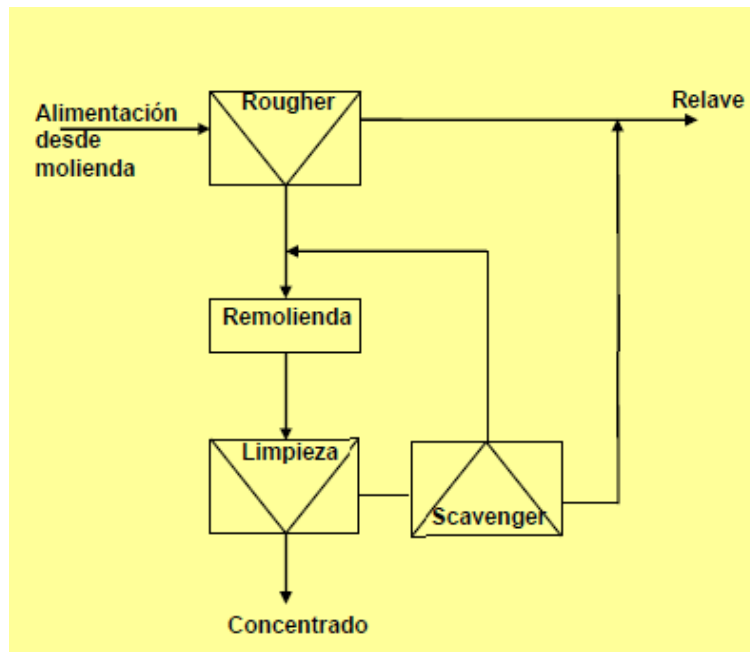 Rougher
Relave
Alimentación
desde
molienda
Remolienda
Limpieza
Scavenger
Concentrado